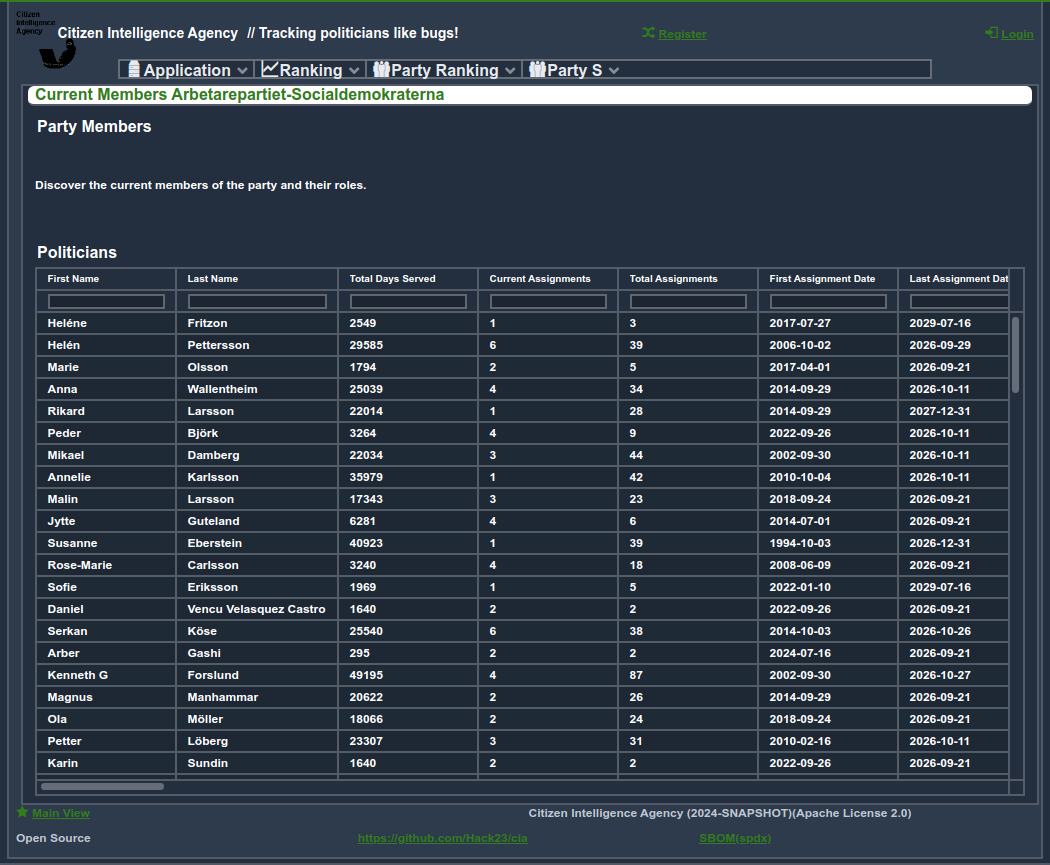 Citizen
Intelligence
Agency
Citizen Intelligence Agency // Tracking politicians like bugs!
Register
Login
Application Ranking Party Ranking Party S
Current Members Arbetarepartiet-Socialdemokraterna
Party Members
Discover the current members of the party and their roles.
Politicians
First Name Last Name Total Days Served Current Assignments Total Assignments First Assignment Date Last Assignment Dat
Heléne Fritzon 2549 1 3 2017-07-27 2029-07-16
Helén Pettersson 29585 6 39 2006-10-02 2026-09-29
Marie Olsson 1794 2 5 2017-04-01 2026-09-21
Anna Wallentheim 25039 4 34 2014-09-29 2026-10-11
Rikard Larsson 22014 1 28 2014-09-29 2027-12-31
Peder Björk 3264 4 9 2022-09-26 2026-10-11
Mikael Damberg 22034 3 44 2002-09-30 2026-10-11
Annelie Karlsson 35979 1 42 2010-10-04 2026-10-11
Malin Larsson 17343 3 23 2018-09-24 2026-09-21
Jytte Guteland 6281 4 6 2014-07-01 2026-09-21
Susanne Eberstein 40923 1 39 1994-10-03 2026-12-31
Rose-Marie Carlsson 3240 4 18 2008-06-09 2026-09-21
Sofie Eriksson 1969 1 5 2022-01-10 2029-07-16
Daniel Vencu Velasquez Castro 1640 2 2 2022-09-26 2026-09-21
Serkan Köse 25540 6 38 2014-10-03 2026-10-26
Arber Gashi 295 2 2 2024-07-16 2026-09-21
Kenneth G Forslund 49195 4 87 2002-09-30 2026-10-27
Magnus Manhammar 20622 2 26 2014-09-29 2026-09-21
Ola Möller 18066 2 24 2018-09-24 2026-09-21
Petter Löberg 23307 3 31 2010-02-16 2026-10-11
Karin Sundin 1640 2 2 2022-09-26 2026-09-21
Main View
Citizen Intelligence Agency (2024-SNAPSHOT)(Apache License 2.0)
Open Source
https://github.com/Hack23/cia
SBOM(spdx)